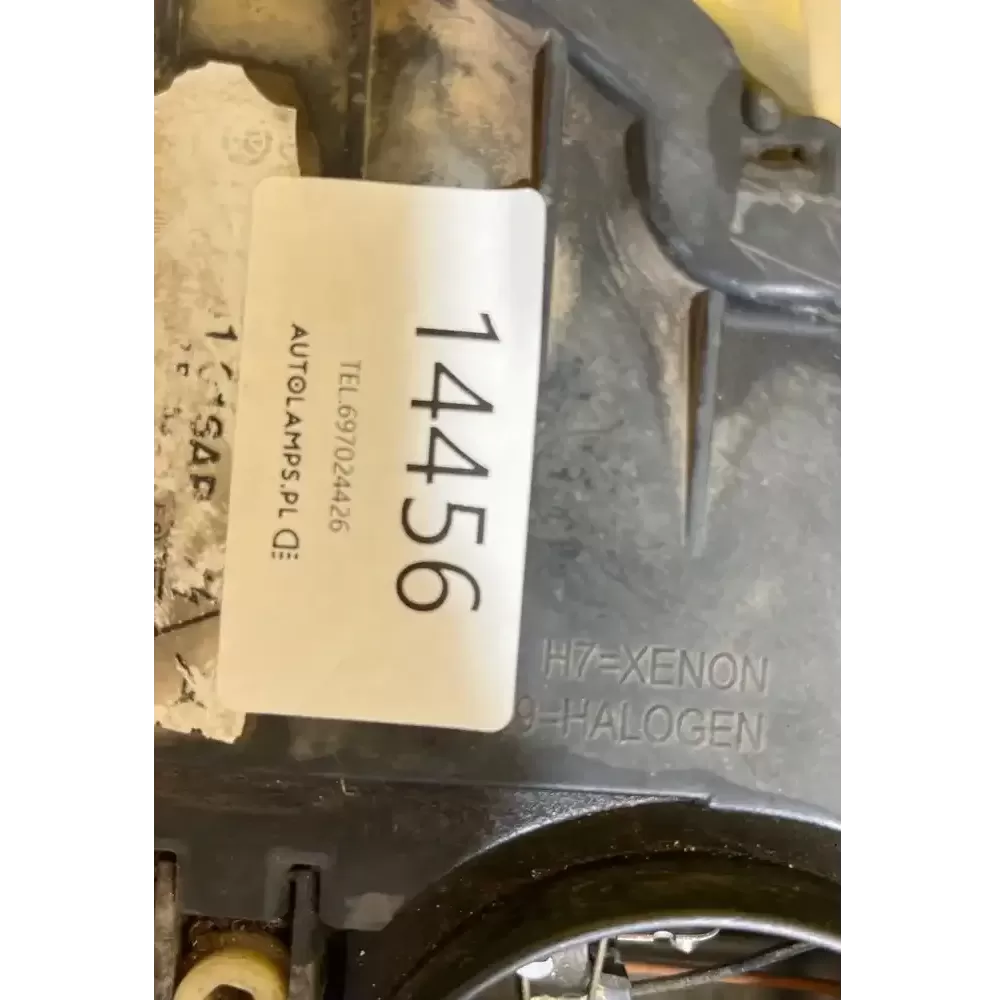 14456
TEL.697024426
AUTOLAMPS.PL
H7=XENON
9=HALOGEN